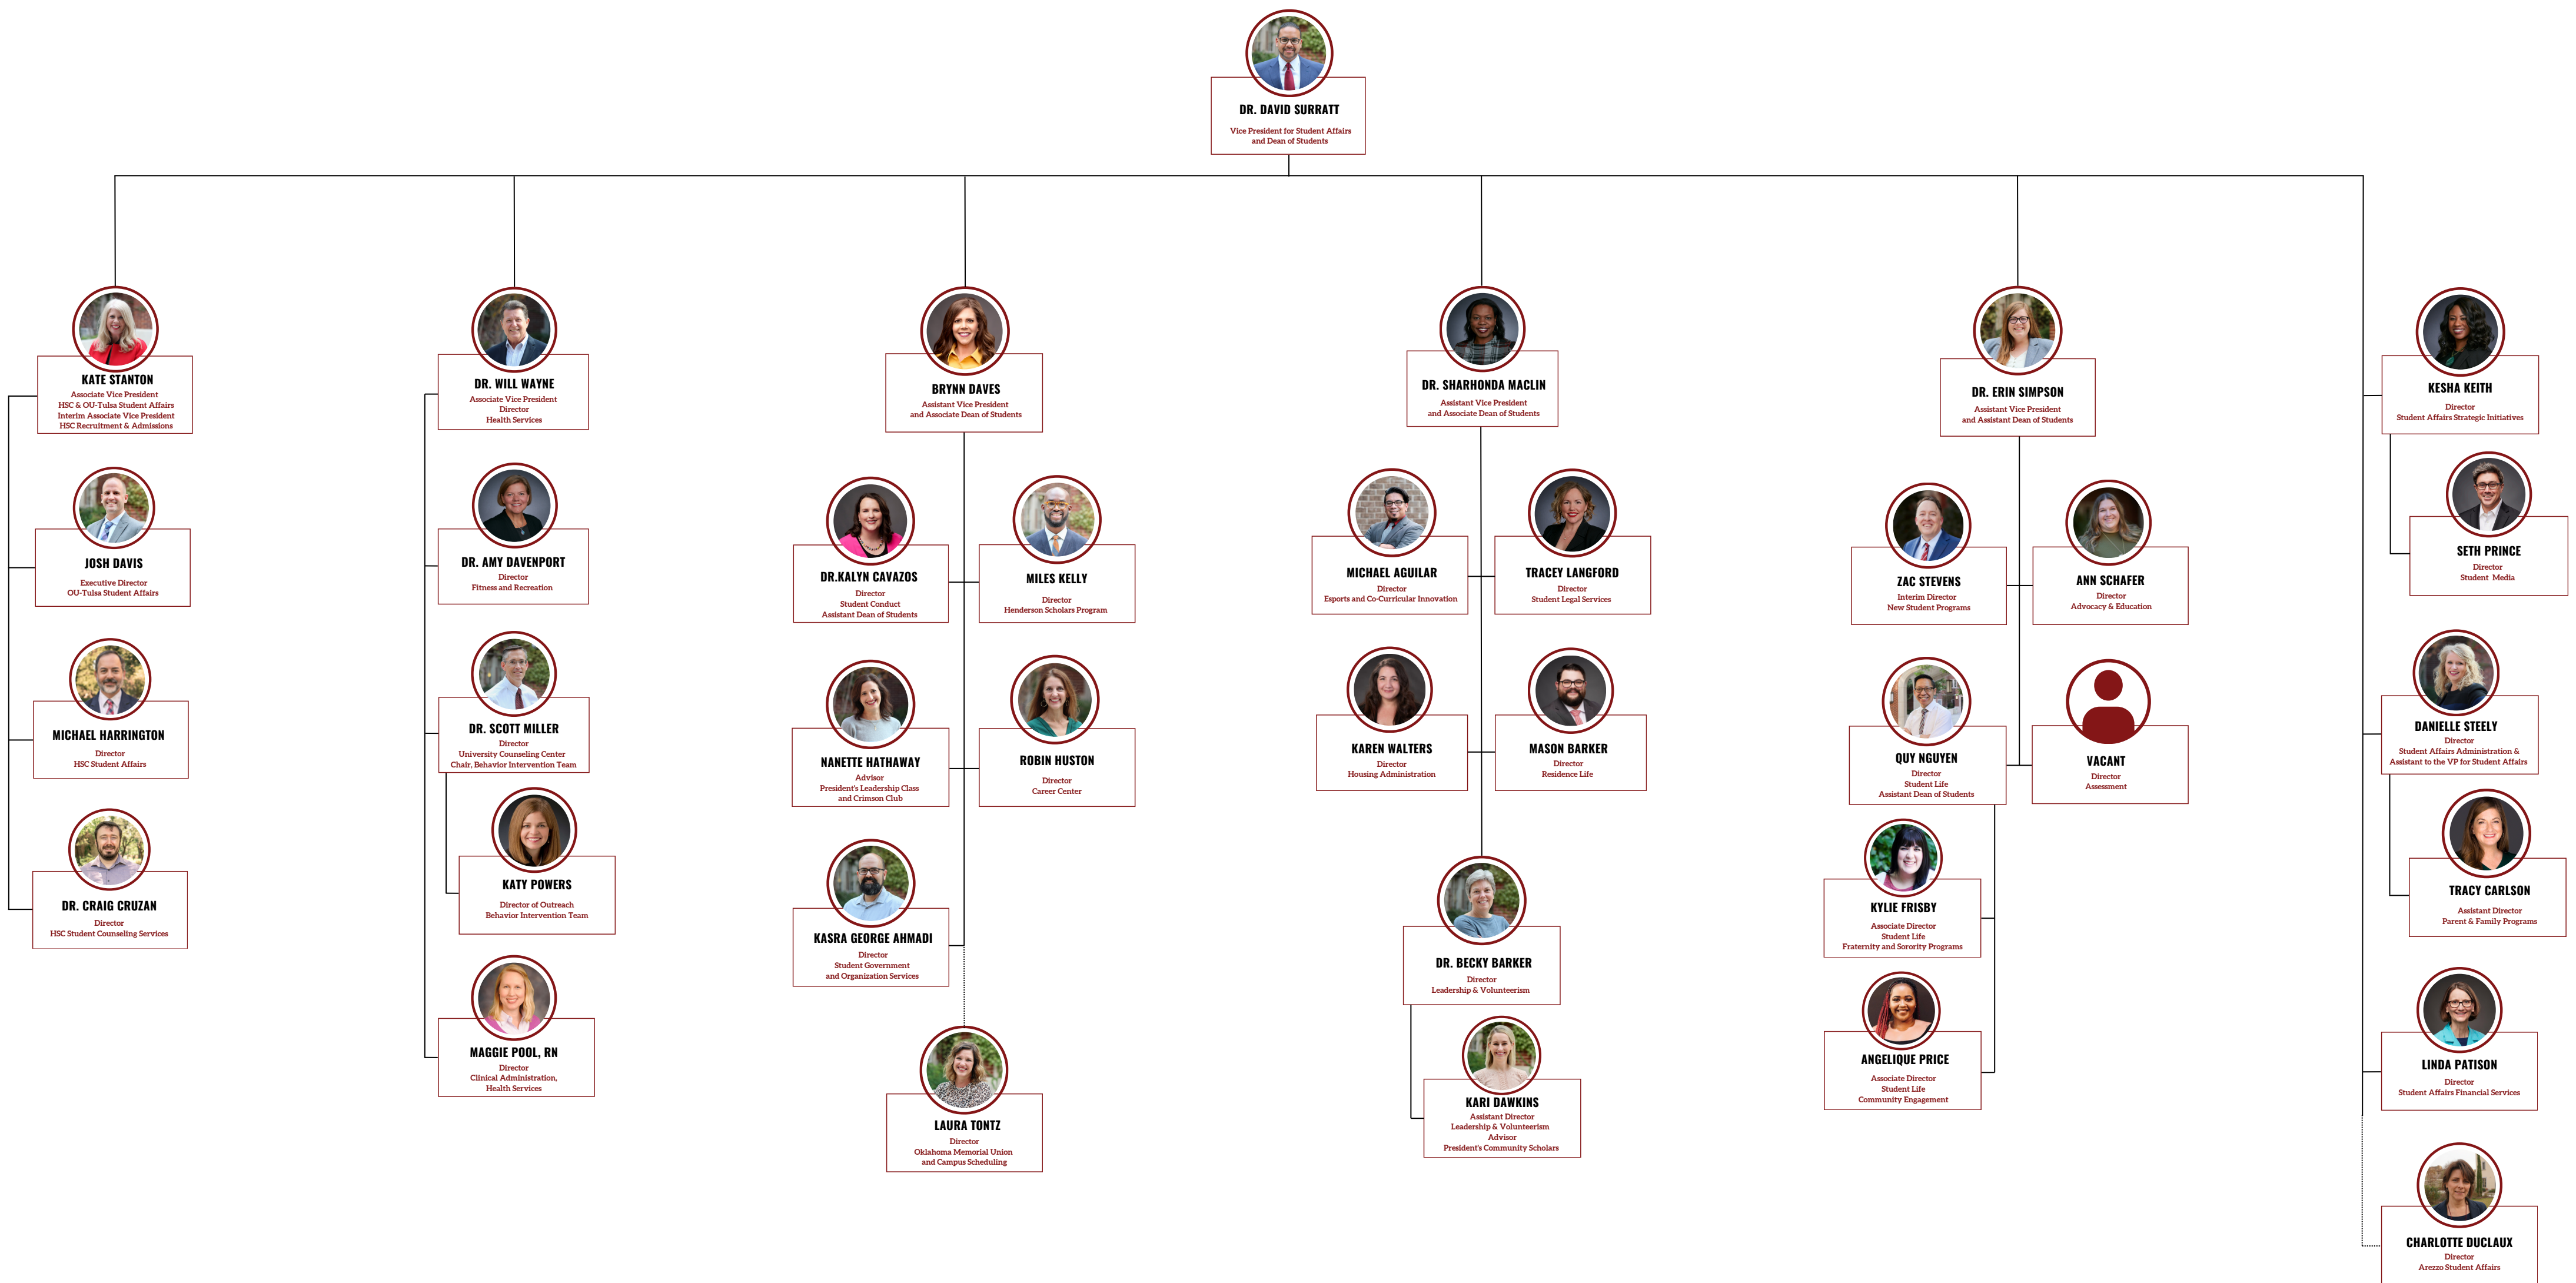 DR. DAVID SURRATT
Vice President for Student Affairs
and Dean of Students
KATE STANTON
Associate Vice President
HSC & OU-Tulsa Student Affairs
Interim Associate Vice President
HSC Recruitment & Admissions
JOSH DAVIS
Executive Director
OU-Tulsa Student Affairs
MICHAEL HARRINGTON
Director
HSC Student Affairs
DR. CRAIG CRUZAN
Director
HSC Student Counseling Services
DR. WILL WAYNE
Associate Vice President
Director
Health Services
DR. AMY DAVENPORT
Director
Fitness and Recreation
DR. SCOTT MILLER
Director
University Counseling Center
Chair, Behavior Intervention Team
KATY POWERS
Director of Outreach
Behavior Intervention Team
MAGGIE POOL, RN
Director
Clinical Administration,
Health Services
BRYNN DAVES
Assistant Vice President
and Associate Dean of Students
DR.KALYN CAVAZOS
Director
Student Conduct
Assistant Dean of Students
MILES KELLY
Director
Henderson Scholars Program
NANETTE HATHAWAY
Advisor
President's Leadership Class
and Crimson Club
ROBIN HUSTON
Director
Career Center
KASRA GEORGE AHMADI
Director
Student Government
and Organization Services
LAURA TONTZ
Director
Oklahoma Memorial Union
and Campus Scheduling
DR. SHARHONDA MACLIN
Assistant Vice President
and Associate Dean of Students
MICHAEL AGUILAR
Director
Esports and Co-Curricular Innovation
TRACEY LANGFORD
Director
Student Legal Services
KAREN WALTERS
Director
Housing Administration
MASON BARKER
Director
Residence Life
DR. BECKY BARKER
Director
Leadership & Volunteerism
KARI DAWKINS
Assistant Director
Leadership & Volunteerism
Advisor
President's Community Scholars
DR. ERIN SIMPSON
Assistant Vice President
and Assistant Dean of Students
ZAC STEVENS
Interim Director
New Student Programs
ANN SCHAFER
Director
Advocacy & Education
QUY NGUYEN
Director
Student Life
Assistant Dean of Students
VACANT
Director
Assessment
KYLIE FRISBY
Associate Director
Student Life
Fraternity and Sorority Programs
ANGELIQUE PRICE
Associate Director
Student Life
Community Engagement
KESHA KEITH
Director
Student Affairs Strategic Initiatives
SETH PRINCE
Director
Student Media
DANIELLE STEELY
Director
Student Affairs Administration &
Assistant to the VP for Student Affairs
TRACY CARLSON
Assistant Director
Parent & Family Programs
LINDA PATISON
Director
Student Affairs Financial Services
CHARLOTTE DUCLAUX
Director
Arezzo Student Affairs